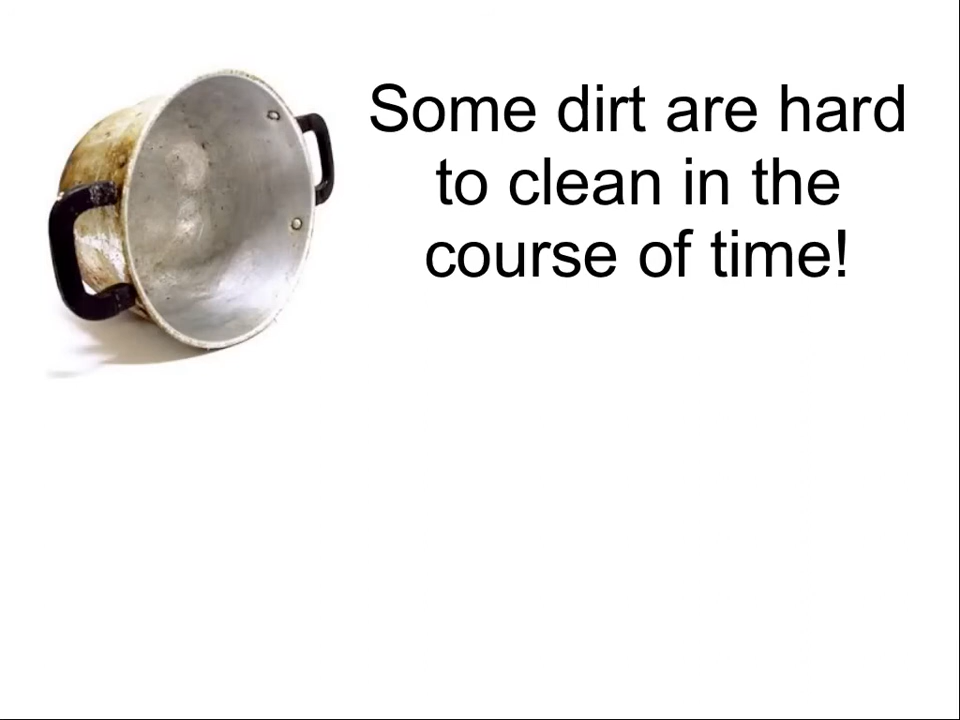 Some dirt are hard
to clean in the
course of time!